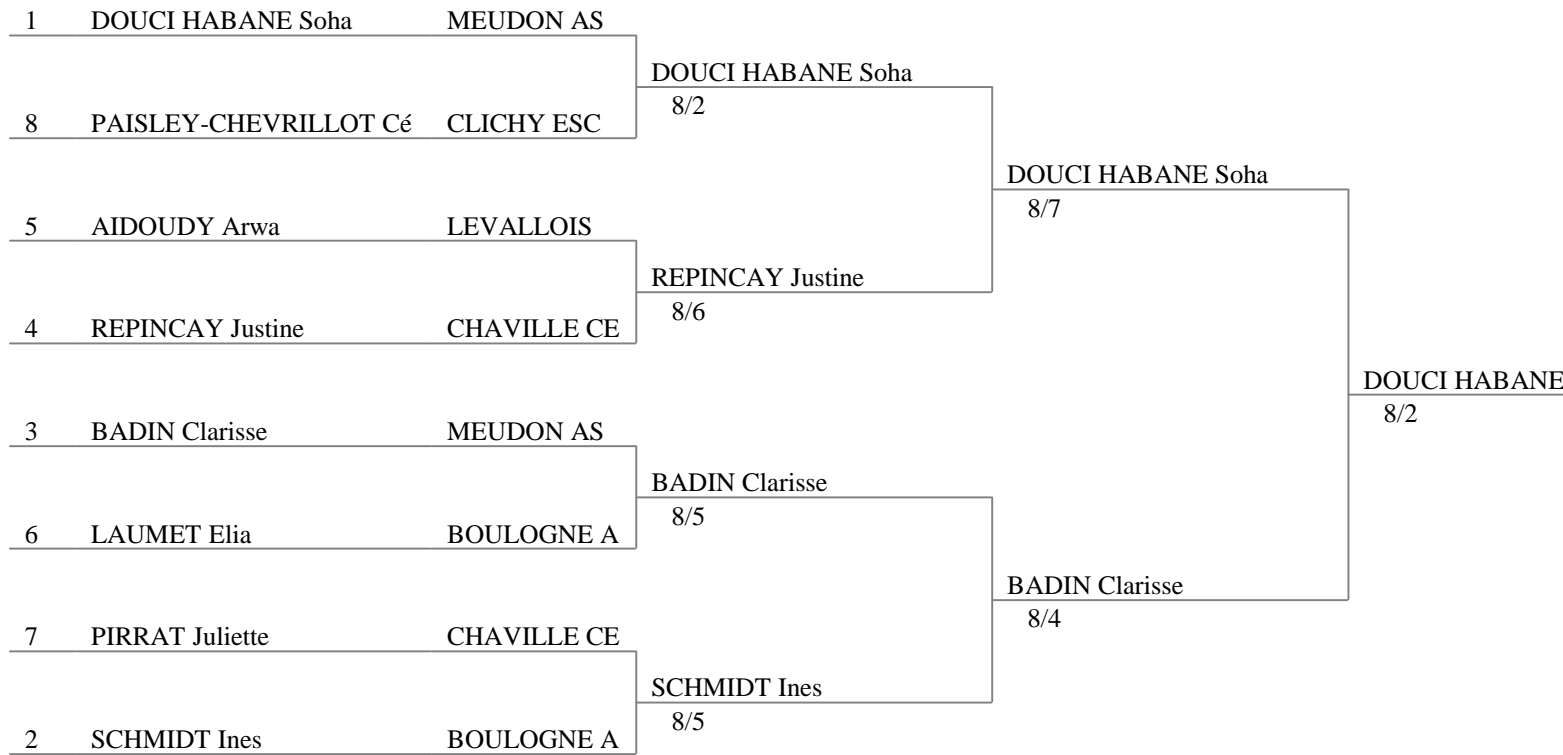 1 DOUCI HABANE Soha MEUDON AS
DOUCI HABANE Soha
8/2
8 PAISLEY-CHEVRILLOT Cé CLICHY ESC
DOUCI HABANE Soha
8/7
5 AIDOUDY Arwa LEVALLOIS
REPINCAY Justine
8/6
4 REPINCAY Justine CHAVILLE CE
DOUCI HABANE
8/2
3 BADIN Clarisse MEUDON AS
BADIN Clarisse
8/5
6 LAUMET Elia BOULOGNE A
BADIN Clarisse
8/4
7 PIRRAT Juliette CHAVILLE CE
SCHMIDT Ines
8/5
2 SCHMIDT Ines BOULOGNE A